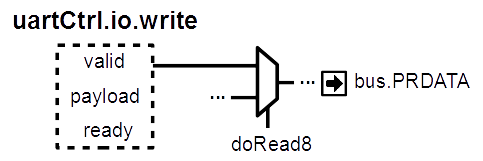 uartCtrl.io.write
valid
payload
ready
...
... bus.PRDATA
doRead8